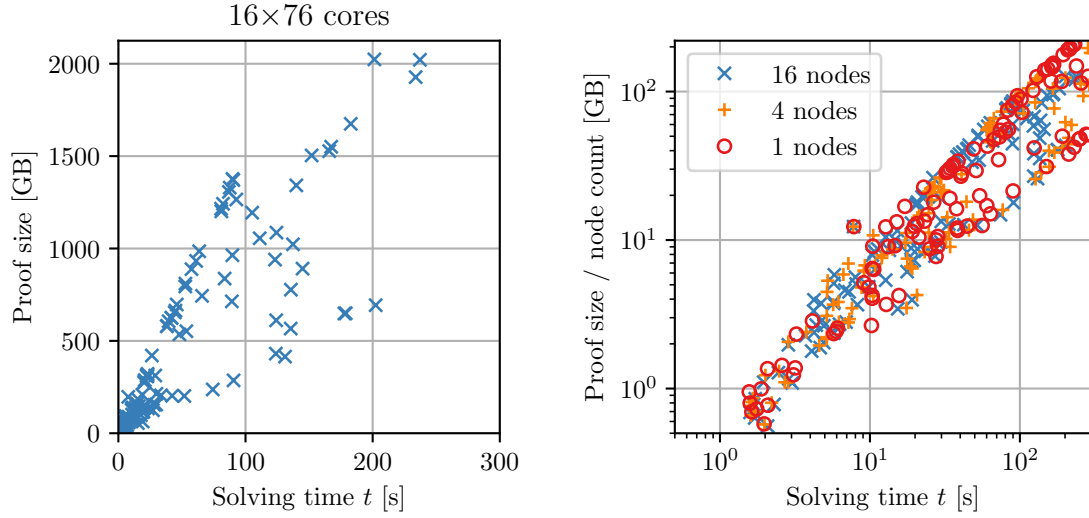 16×76 cores
Proof size [GB]
2000
1500
1000
500
0
0 100 200 300
Solving time t [s]
Proof size / node count [GB]
10²
10¹
10⁰
16 nodes
4 nodes
1 nodes
10⁰ 10¹ 10²
Solving time t [s]